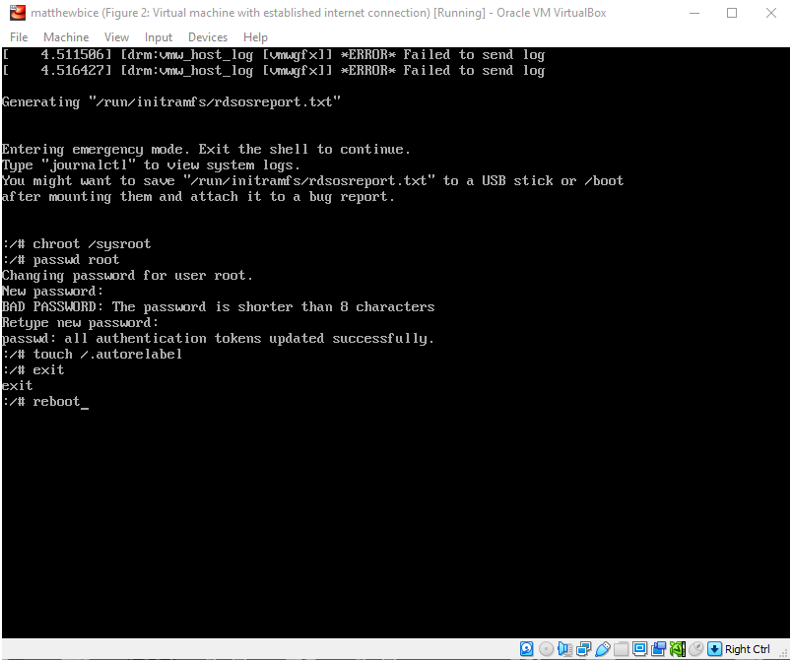 matthewbice (Figure 2: Virtual machine with established internet connection) [Running] - Oracle VM VirtualBox
File Machine View Input Devices Help
[    4.511506] [drm:vmw_host_log [vmwgfx]] *ERROR* Failed to send log
[    4.516427] [drm:vmw_host_log [vmwgfx]] *ERROR* Failed to send log
Generating "/run/initramfs/rdsosreport.txt"
Entering emergency mode. Exit the shell to continue.
Type "journalctl" to view system logs.
You might want to save "/run/initramfs/rdsosreport.txt" to a USB stick or /boot
after mounting them and attach it to a bug report.
:/# chroot /sysroot
:/# passwd root
Changing password for user root.
New password:
BAD PASSWORD: The password is shorter than 8 characters
Retype new password:
passwd: all authentication tokens updated successfully.
:/# touch /.autorelabel
:/# exit
exit
:/# reboot_
Right Ctrl